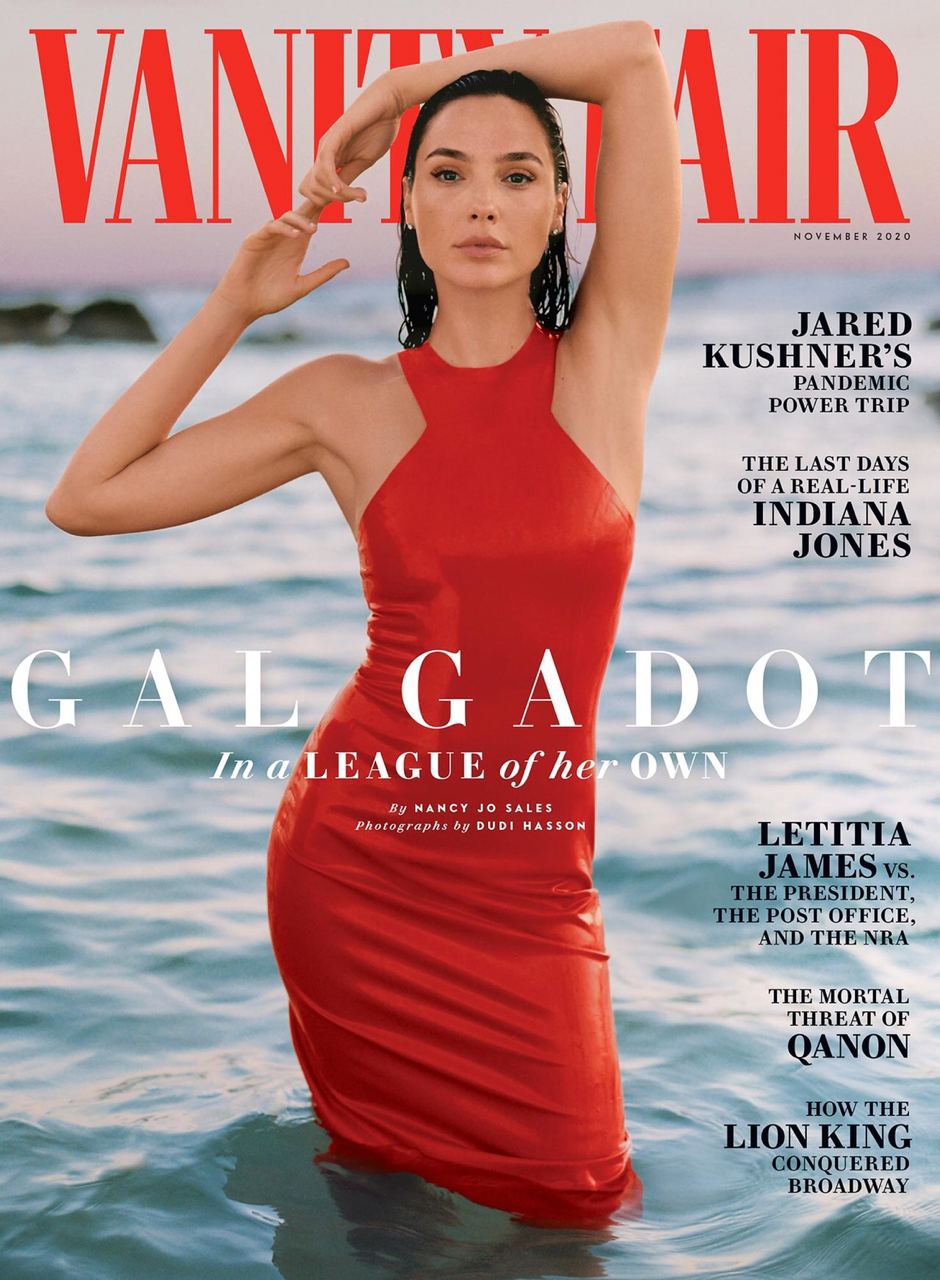 VANITY FAIR
NOVEMBER 2020
JARED
KUSHNER'S
PANDEMIC
POWER TRIP
THE LAST DAYS
OF A REAL-LIFE
INDIANA
JONES
GAL GADOT
In a LEAGUE of her OWN
By NANCY JO SALES
Photographs by DUDI HASSON
LETITIA
JAMES VS.
THE PRESIDENT,
THE POST OFFICE,
AND THE NRA
THE MORTAL
THREAT OF
QANON
HOW THE
LION KING
CONQUERED
BROADWAY